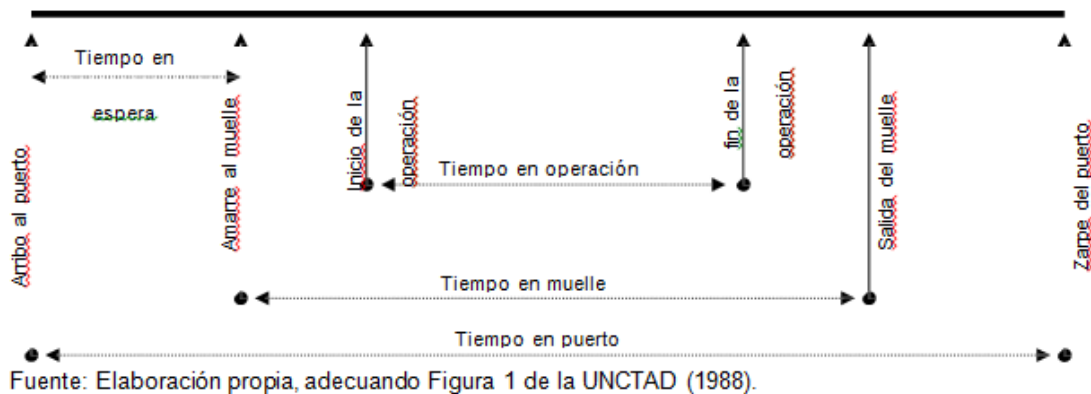 Tiempo en
espera
Arribo al puerto
Amarre al muelle
Inicio de la
operación
fin de la
operación
Salida del muelle
Zarpe del puerto
Tiempo en operación
Tiempo en muelle
Tiempo en puerto
Fuente: Elaboración propia, adecuando Figura 1 de la UNCTAD (1988).